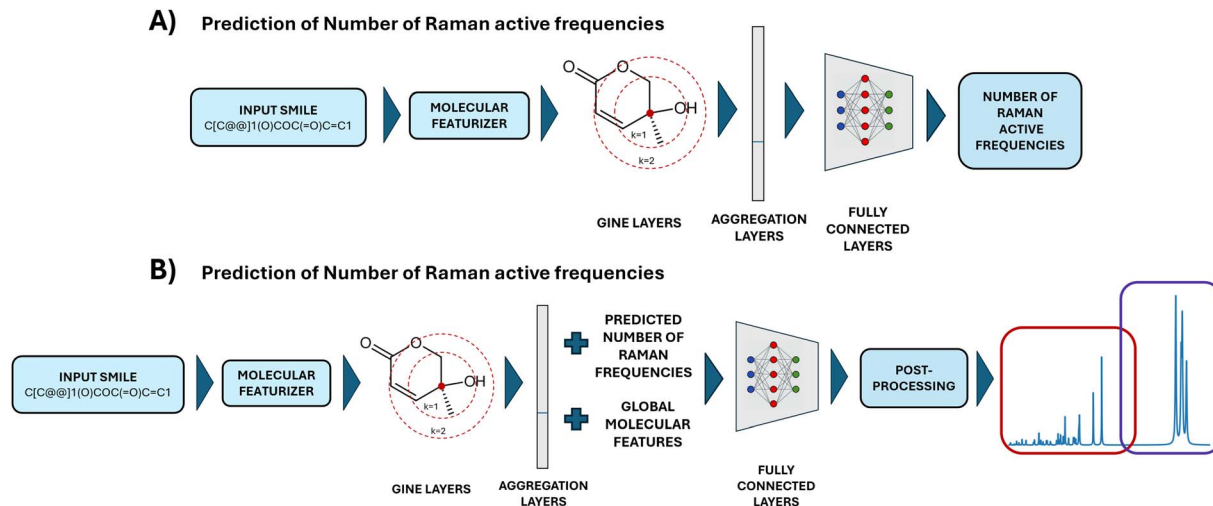 A) Prediction of Number of Raman active frequencies
INPUT SMILE
C[C@@]1(O)COC(=O)C=C1
MOLECULAR
FEATURIZER
O
O
OH
k=1
k=2
GINE LAYERS
AGGREGATION
LAYERS
FULLY
CONNECTED
LAYERS
NUMBER OF
RAMAN
ACTIVE
FREQUENCIES
B) Prediction of Number of Raman active frequencies
INPUT SMILE
C[C@@]1(O)COC(=O)C=C1
MOLECULAR
FEATURIZER
O
O
OH
k=1
k=2
GINE LAYERS
AGGREGATION
LAYERS
PREDICTED
NUMBER OF
RAMAN
FREQUENCIES
GLOBAL
MOLECULAR
FEATURES
FULLY
CONNECTED
LAYERS
POST-
PROCESSING